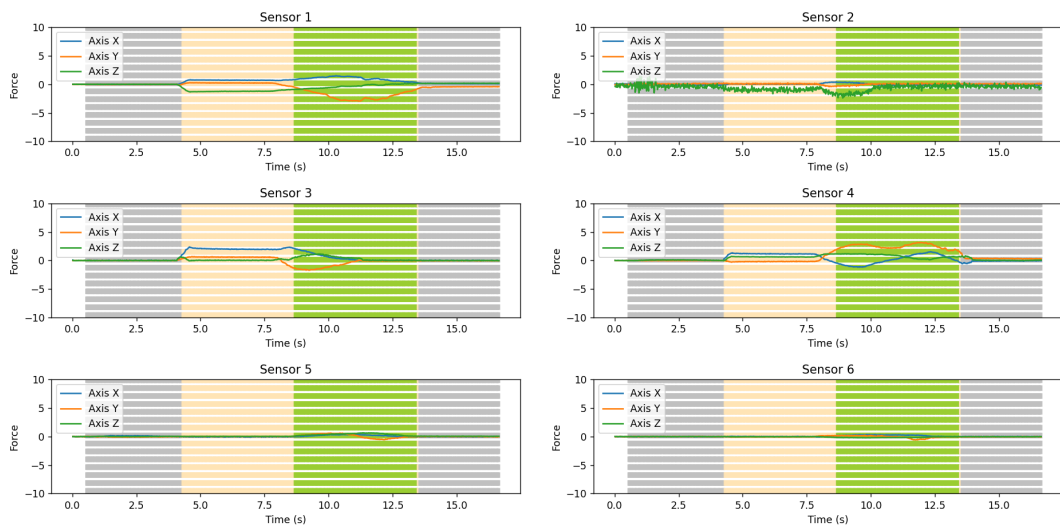 Sensor 1
10
5
0
−5
−10
Force
Axis X
Axis Y
Axis Z
0.0 2.5 5.0 7.5 10.0 12.5 15.0
Time (s)
Sensor 2
10
5
0
−5
−10
Force
Axis X
Axis Y
Axis Z
0.0 2.5 5.0 7.5 10.0 12.5 15.0
Time (s)
Sensor 3
10
5
0
−5
−10
Force
Axis X
Axis Y
Axis Z
0.0 2.5 5.0 7.5 10.0 12.5 15.0
Time (s)
Sensor 4
10
5
0
−5
−10
Force
Axis X
Axis Y
Axis Z
0.0 2.5 5.0 7.5 10.0 12.5 15.0
Time (s)
Sensor 5
10
5
0
−5
−10
Force
Axis X
Axis Y
Axis Z
0.0 2.5 5.0 7.5 10.0 12.5 15.0
Time (s)
Sensor 6
10
5
0
−5
−10
Force
Axis X
Axis Y
Axis Z
0.0 2.5 5.0 7.5 10.0 12.5 15.0
Time (s)